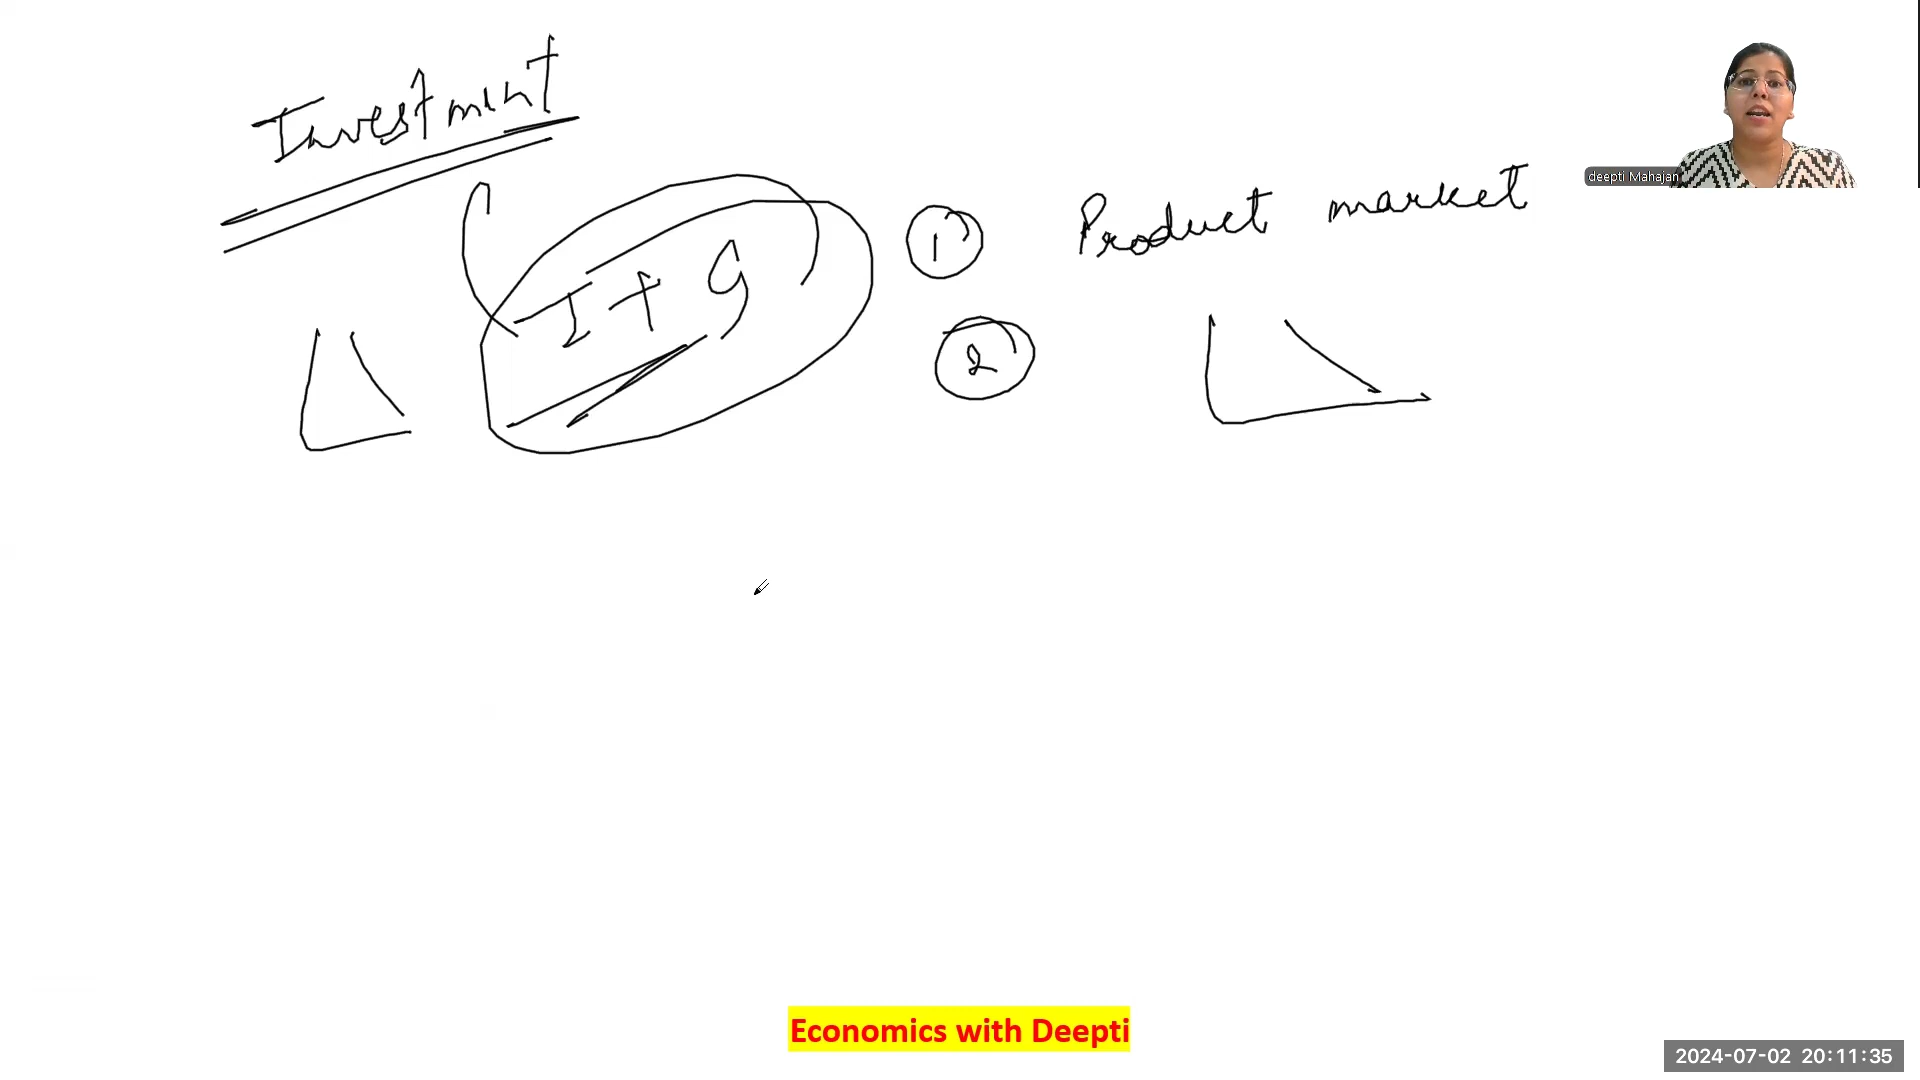 Investment
I + G
1 Product market
2
deepti Mahajan
Economics with Deepti
2024-07-02 20:11:35